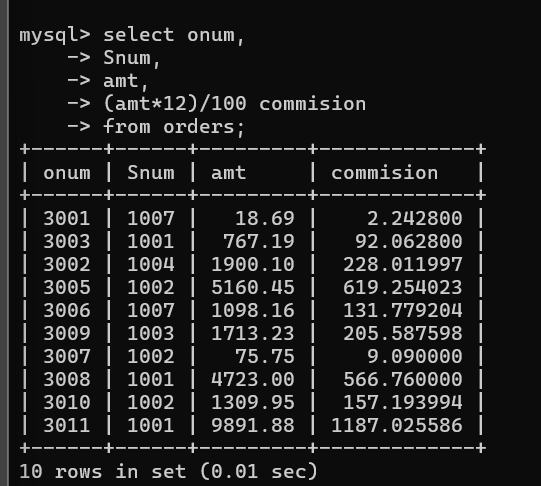 mysql> select onum,
    -> Snum,
    -> amt,
    -> (amt*12)/100 commision
    -> from orders;
+------+------+---------+-------------+
| onum | Snum | amt     | commision   |
+------+------+---------+-------------+
| 3001 | 1007 |   18.69 |    2.242800 |
| 3003 | 1001 |  767.19 |   92.062800 |
| 3002 | 1004 | 1900.10 |  228.011997 |
| 3005 | 1002 | 5160.45 |  619.254023 |
| 3006 | 1007 | 1098.16 |  131.779204 |
| 3009 | 1003 | 1713.23 |  205.587598 |
| 3007 | 1002 |   75.75 |    9.090000 |
| 3008 | 1001 | 4723.00 |  566.760000 |
| 3010 | 1002 | 1309.95 |  157.193994 |
| 3011 | 1001 | 9891.88 | 1187.025586 |
+------+------+---------+-------------+
10 rows in set (0.01 sec)